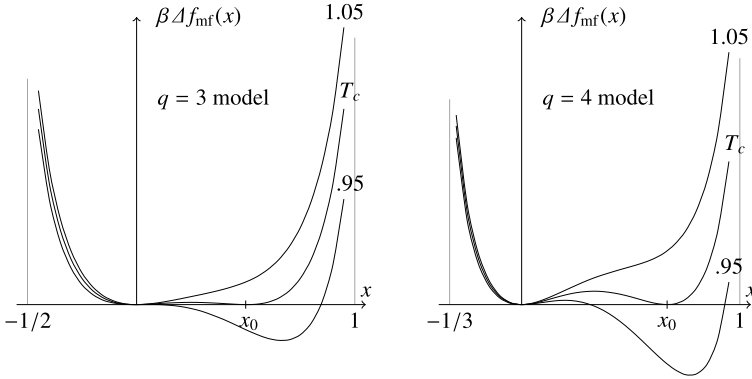 βΔf_mf(x)
1.05
q = 3 model
T_c
.95
x
−1/2
x_0
1
βΔf_mf(x)
1.05
q = 4 model
T_c
.95
x
−1/3
x_0
1